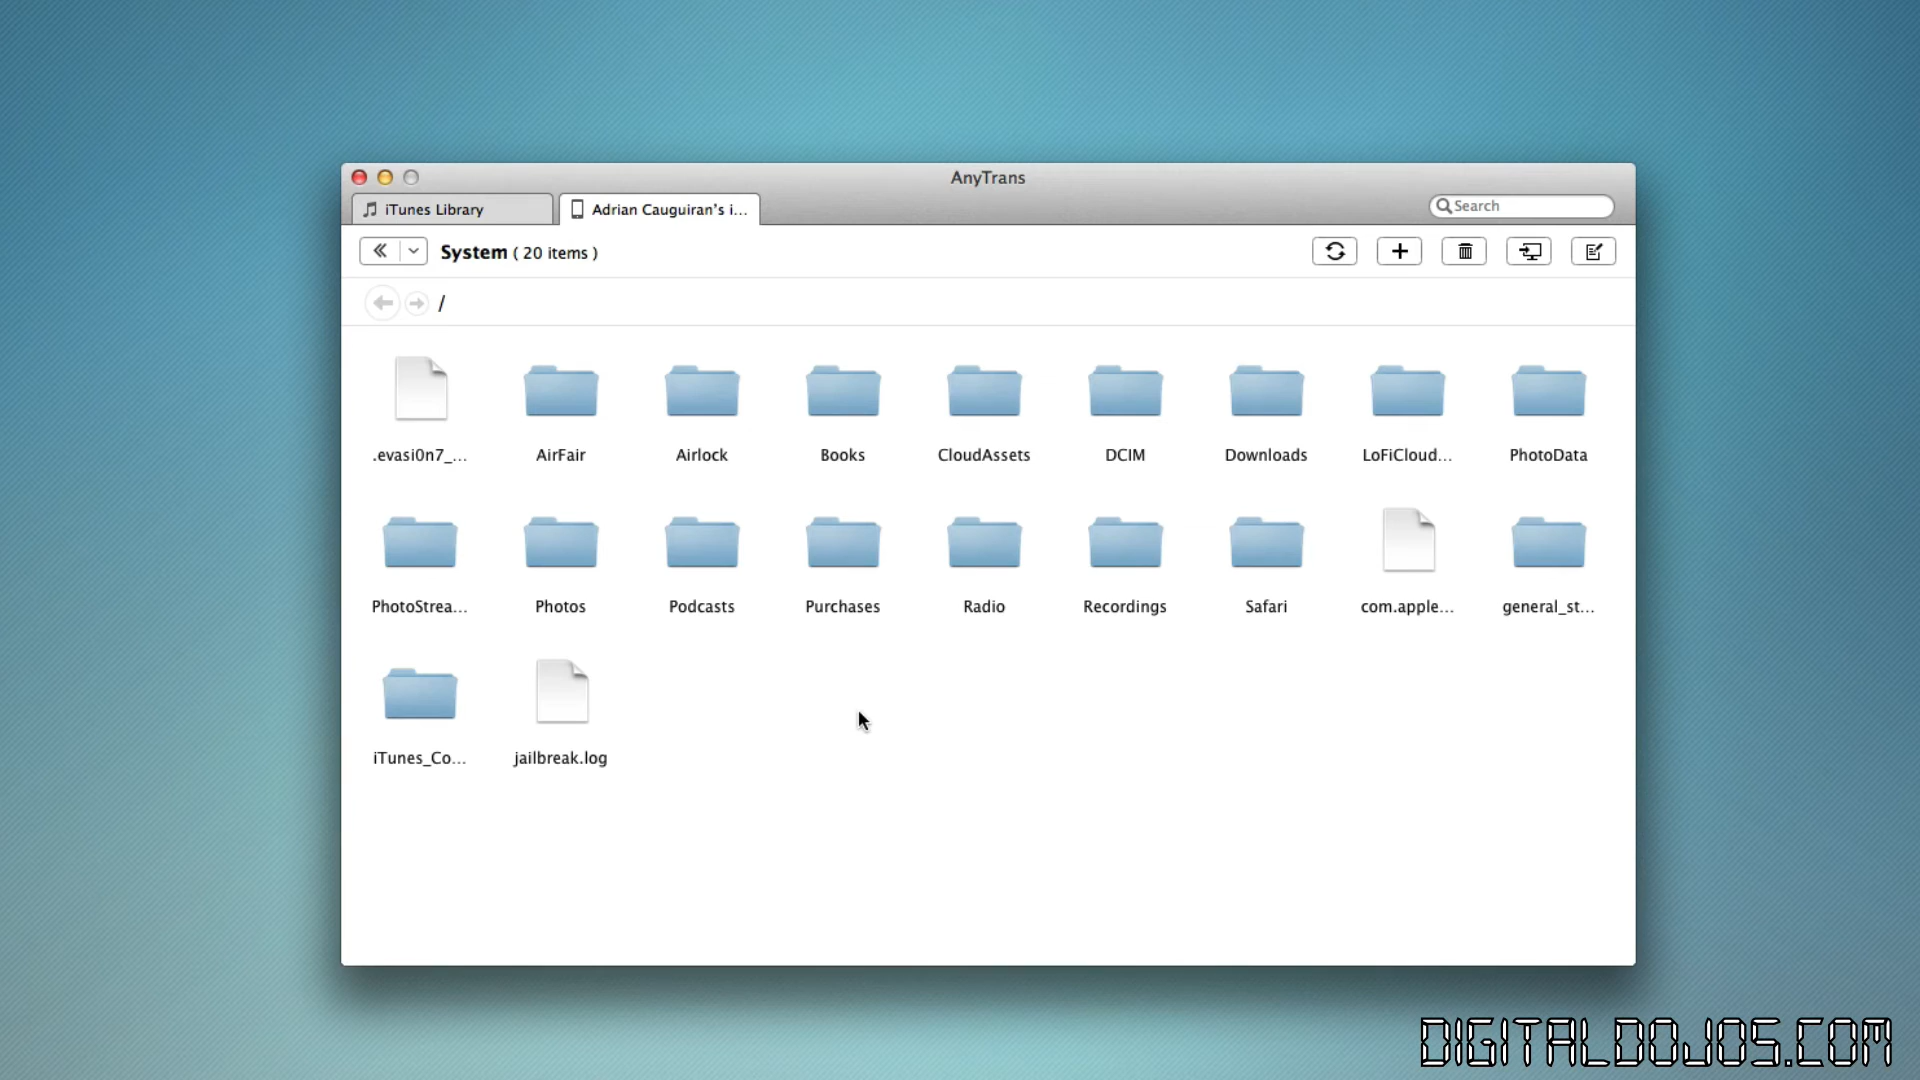 AnyTrans
iTunes Library
Adrian Cauguiran's i...
Search
System ( 20 items )
/
.evasi0n7_...
AirFair
Airlock
Books
CloudAssets
DCIM
Downloads
LoFiCloud...
PhotoData
PhotoStrea...
Photos
Podcasts
Purchases
Radio
Recordings
Safari
com.apple...
general_st...
iTunes_Co...
jailbreak.log
DIGITALDOJOS.COM